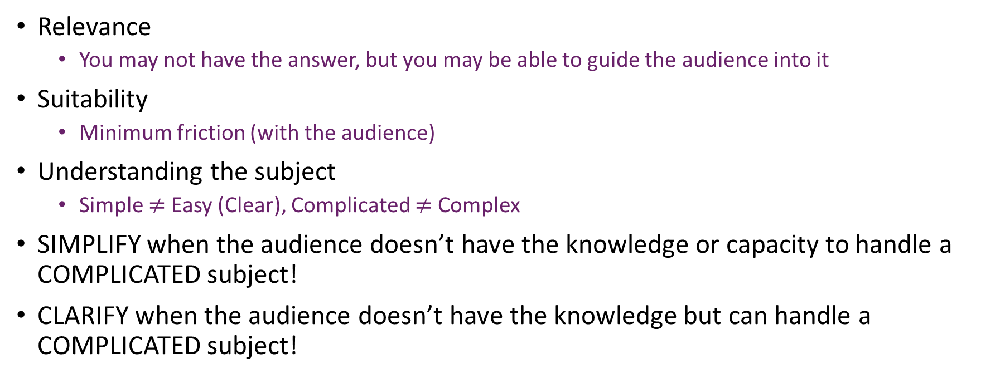 • Relevance
• You may not have the answer, but you may be able to guide the audience into it
• Suitability
• Minimum friction (with the audience)
• Understanding the subject
• Simple ≠ Easy (Clear), Complicated ≠ Complex
• SIMPLIFY when the audience doesn’t have the knowledge or capacity to handle a
COMPLICATED subject!
• CLARIFY when the audience doesn’t have the knowledge but can handle a
COMPLICATED subject!